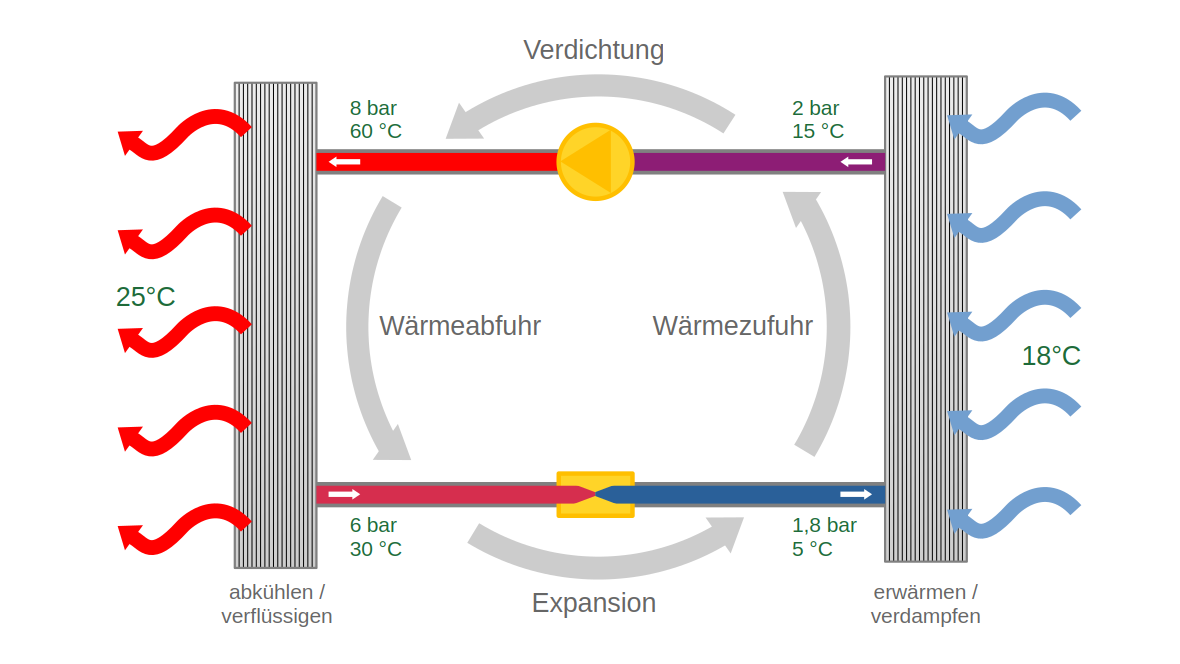 Verdichtung
8 bar
60 °C
2 bar
15 °C
25°C
Wärmeabfuhr
Wärmezufuhr
18°C
6 bar
30 °C
1,8 bar
5 °C
abkühlen /
verflüssigen
Expansion
erwärmen /
verdampfen